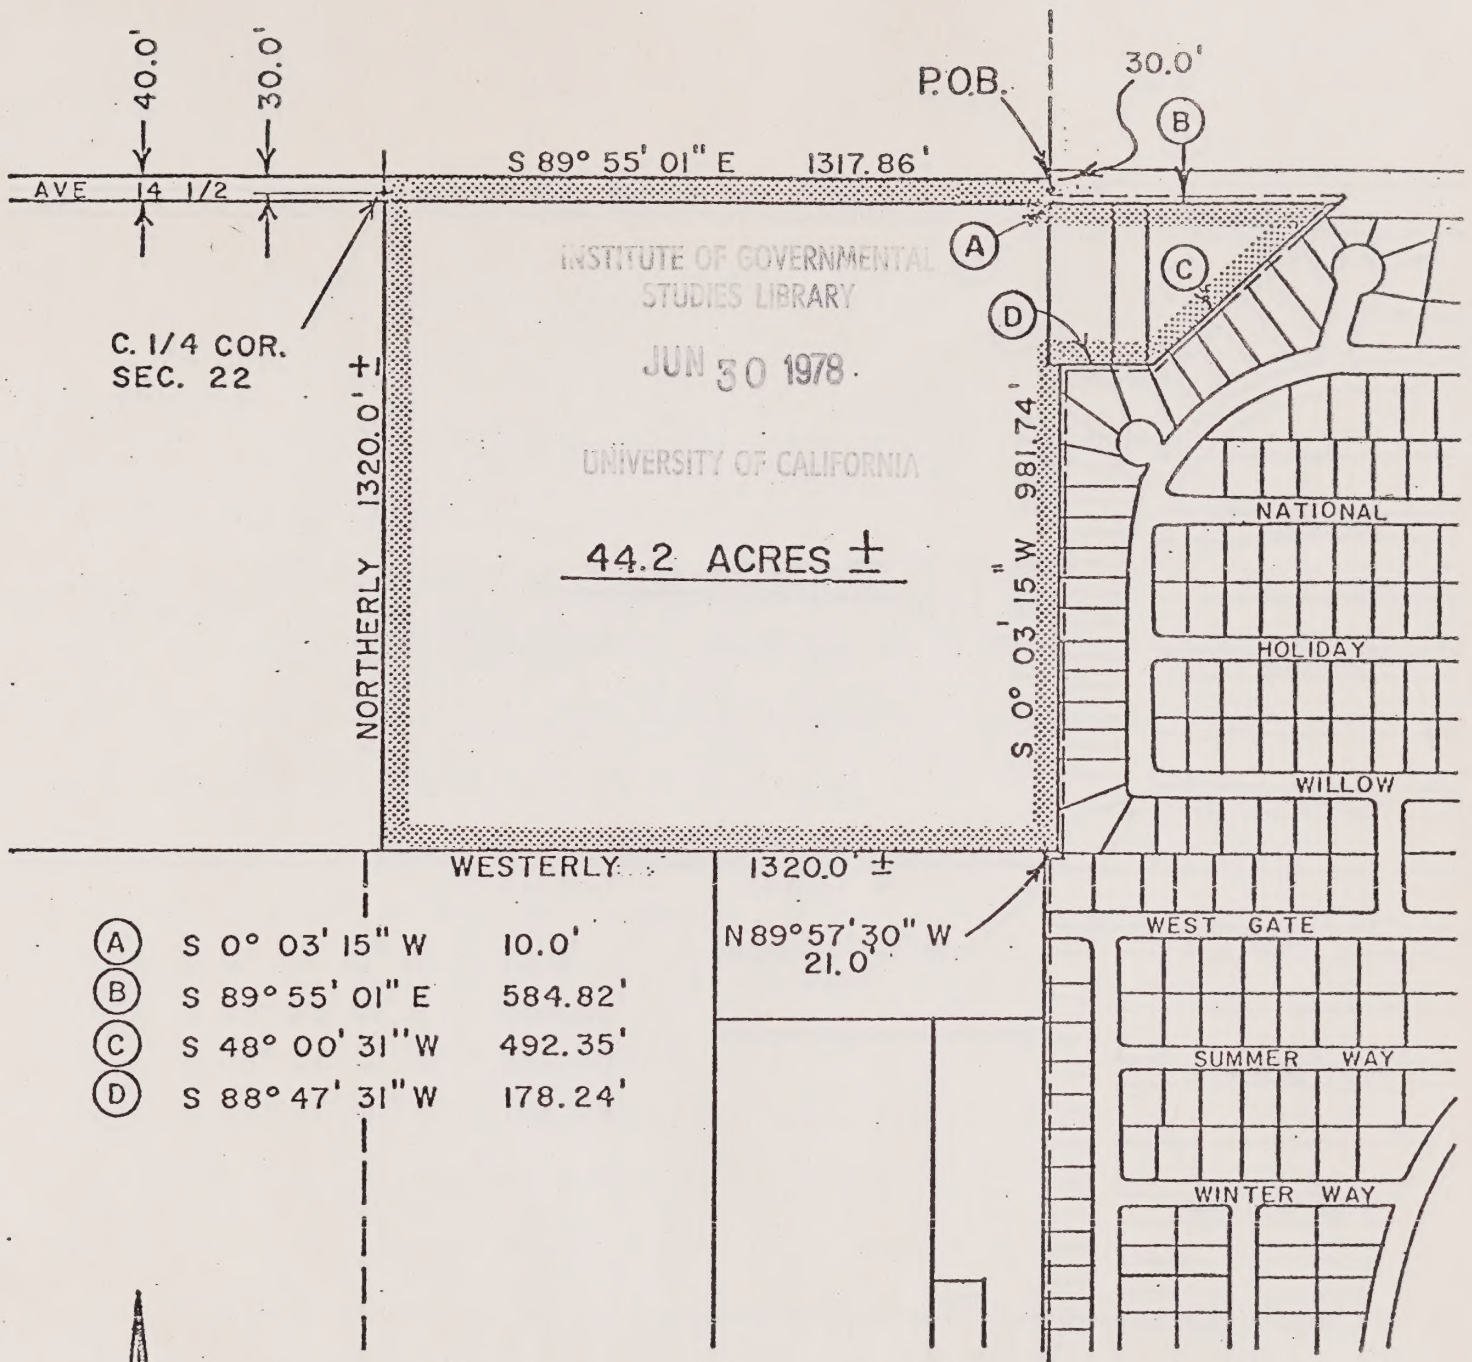 40.0'
30.0'
P.O.B.
30.0'
B
S 89° 55' 01" E 1317.86'
AVE 14 1/2
A
C
D
INSTITUTE OF GOVERNMENTAL
STUDIES LIBRARY
JUN 30 1978
UNIVERSITY OF CALIFORNIA
C. 1/4 COR.
SEC. 22
NORTHERLY 1320.0' ±
44.2 ACRES ±
S 0° 03' 15" W 981.74'
NATIONAL
HOLIDAY
WILLOW
WESTERLY 1320.0' ±
N 89° 57' 30" W
21.0'
WEST GATE
A S 0° 03' 15" W 10.0'
B S 89° 55' 01" E 584.82'
C S 48° 00' 31" W 492.35'
D S 88° 47' 31" W 178.24'
SUMMER WAY
WINTER WAY